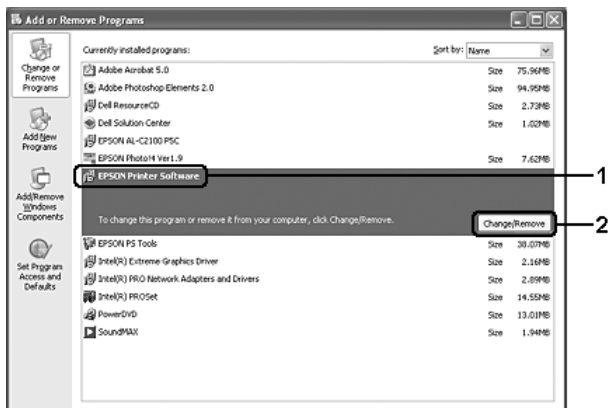 Add or Remove Programs
Change or
Remove
Programs
Add New
Programs
Add/Remove
Windows
Components
Set Program
Access and
Defaults
Currently installed programs: Sort by: Name
Adobe Acrobat 5.0 Size 75.96MB
Adobe Photoshop Elements 2.0 Size 94.95MB
Dell ResourceCD Size 2.73MB
Dell Solution Center Size 1.02MB
EPSON AL-C2100 PSC
EPSON Photo!4 Ver1.9 Size 7.62MB
EPSON Printer Software 1
To change this program or remove it from your computer, click Change/Remove. Change/Remove 2
EPSON PS Tools Size 38.07MB
Intel(R) Extreme Graphics Driver Size 2.16MB
Intel(R) PRO Network Adapters and Drivers Size 2.89MB
Intel(R) PROSet Size 14.55MB
PowerDVD Size 13.01MB
SoundMAX Size 1.94MB